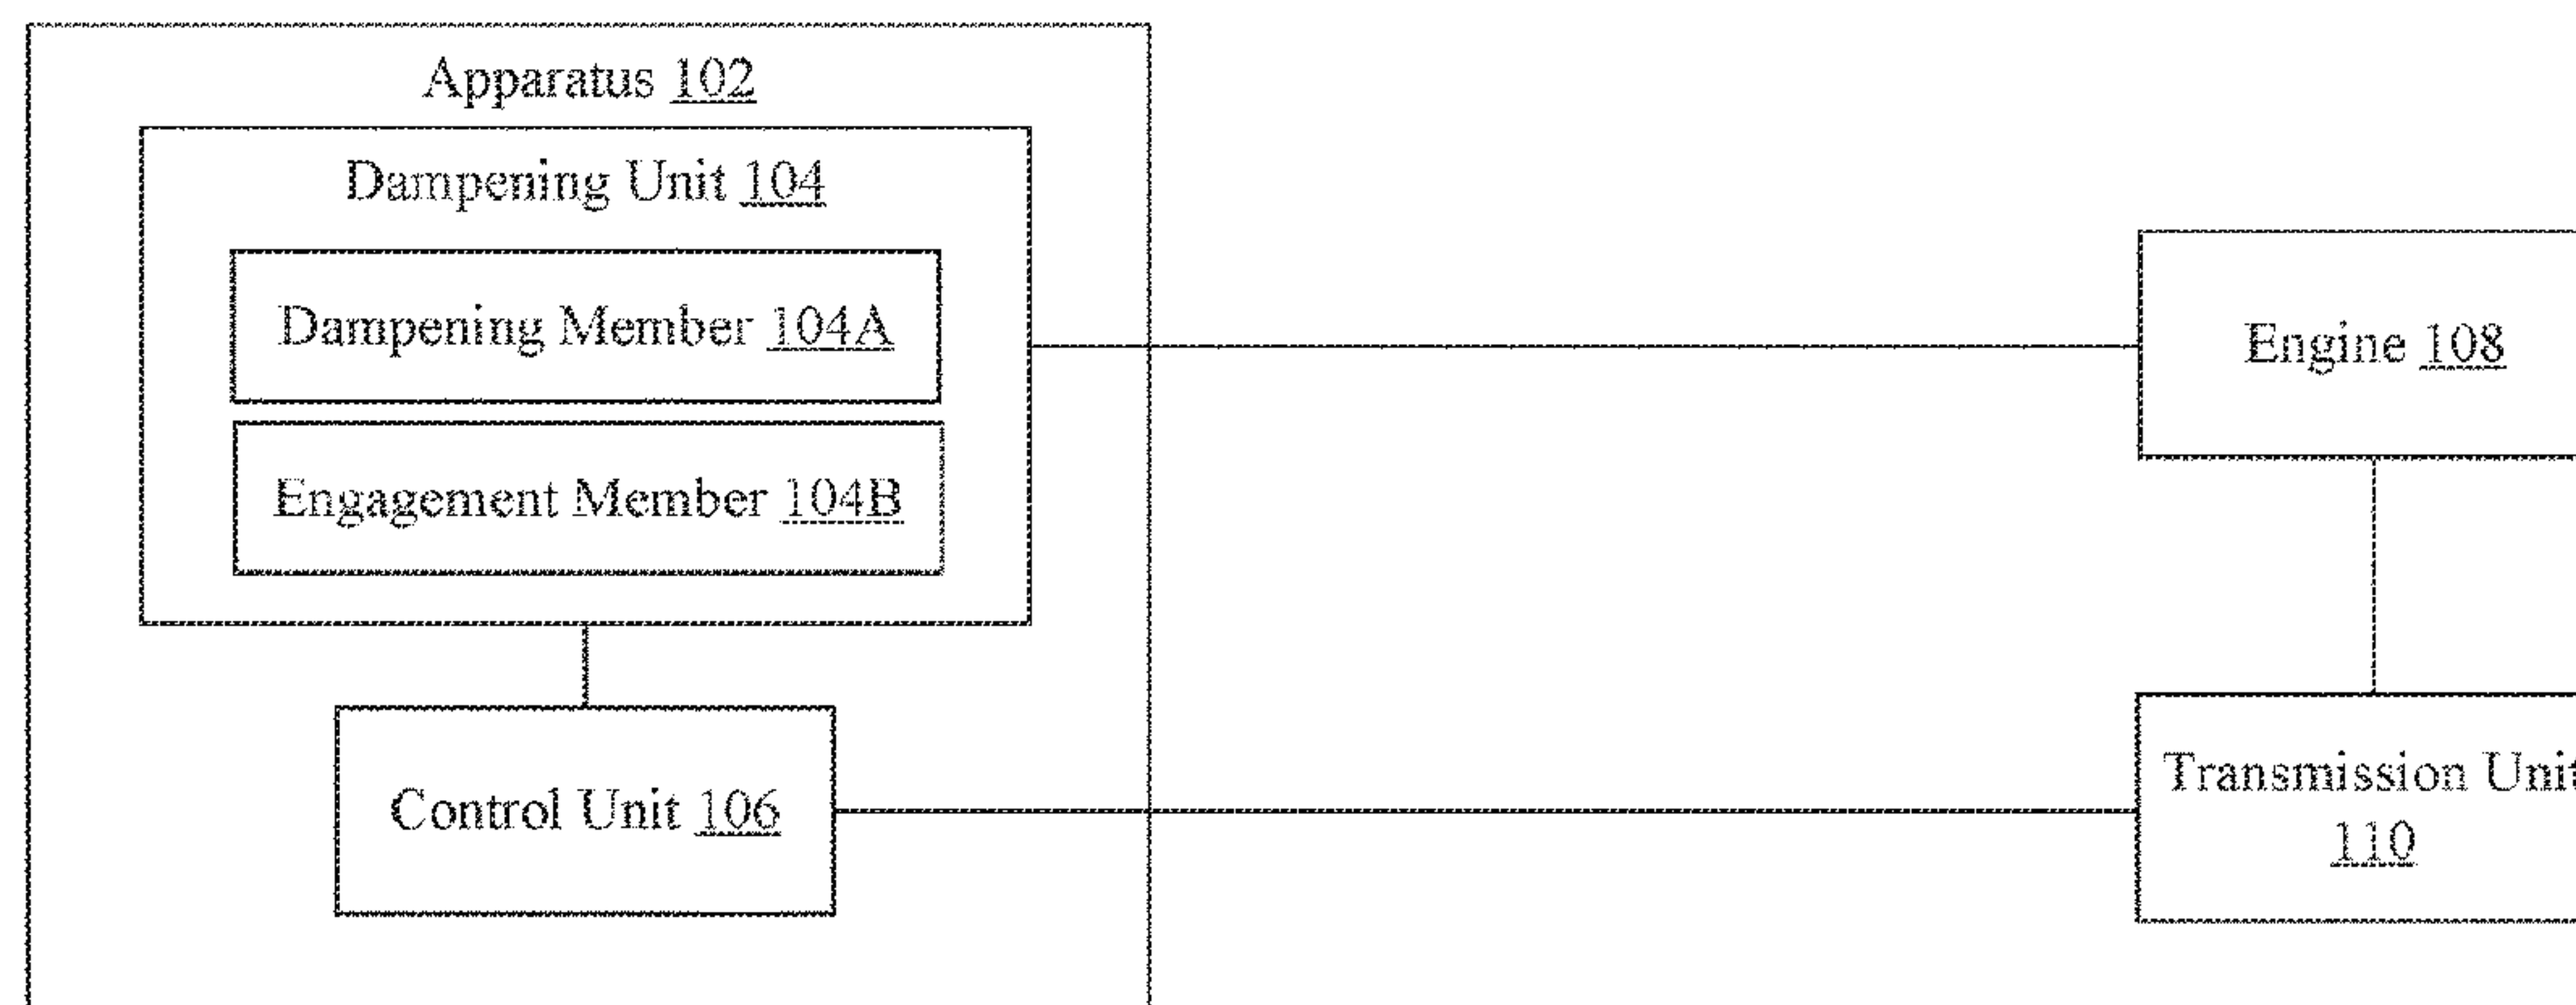 Apparatus 102
Dampening Unit 104
Dampening Member 104A
Engagement Member 104B
Control Unit 106
Engine 108
Transmission Unit
110